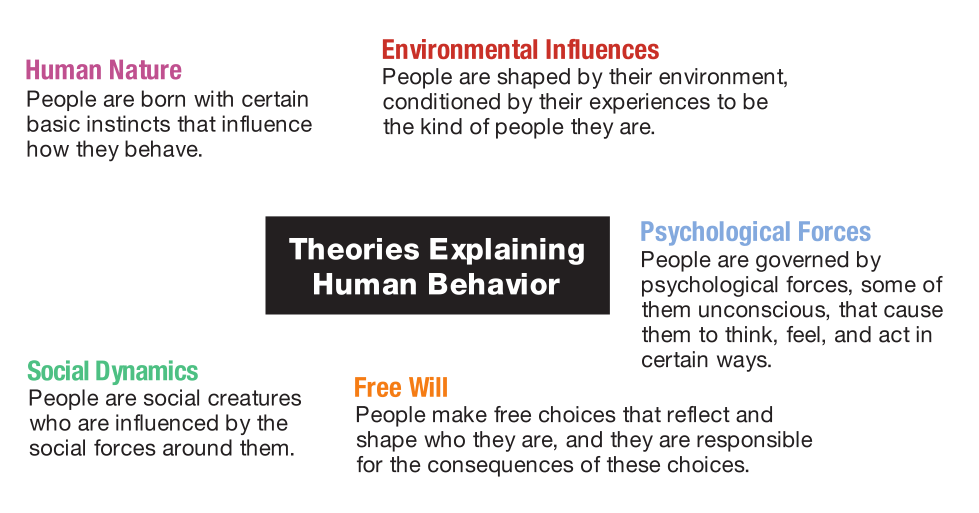 Human Nature
People are born with certain
basic instincts that influence
how they behave.
Environmental Influences
People are shaped by their environment,
conditioned by their experiences to be
the kind of people they are.
Theories Explaining
Human Behavior
Psychological Forces
People are governed by
psychological forces, some of
them unconscious, that cause
them to think, feel, and act in
certain ways.
Social Dynamics
People are social creatures
who are influenced by the
social forces around them.
Free Will
People make free choices that reflect and
shape who they are, and they are responsible
for the consequences of these choices.